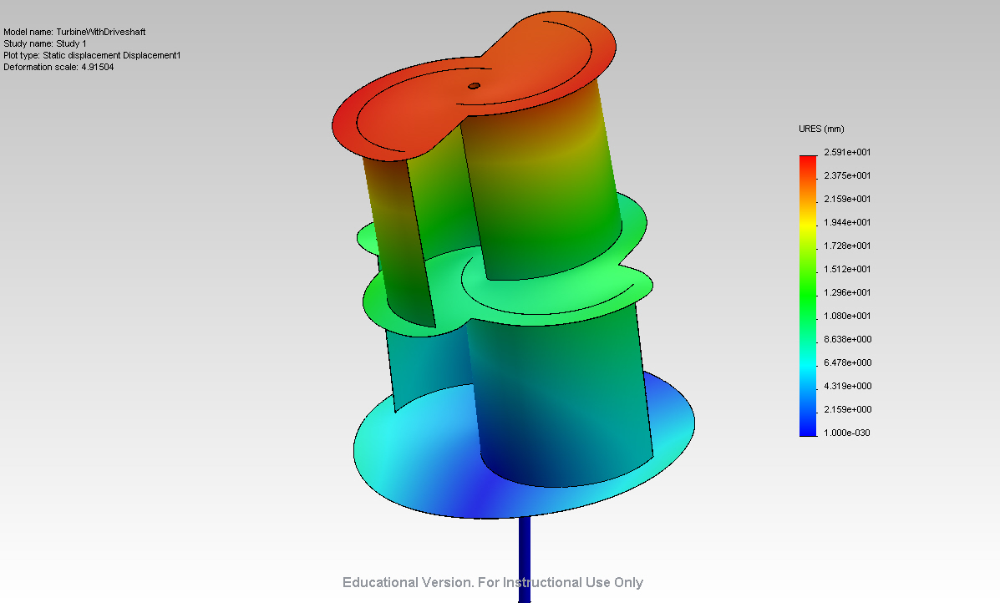 Model name: TurbineWithDriveshaft
Study name: Study 1
Plot type: Static displacement Displacement1
Deformation scale: 4.91504
URES (mm)
2.591e+001
2.375e+001
2.159e+001
1.944e+001
1.728e+001
1.512e+001
1.296e+001
1.080e+001
8.638e+000
6.478e+000
4.319e+000
2.159e+000
1.000e-030
Educational Version. For Instructional Use Only